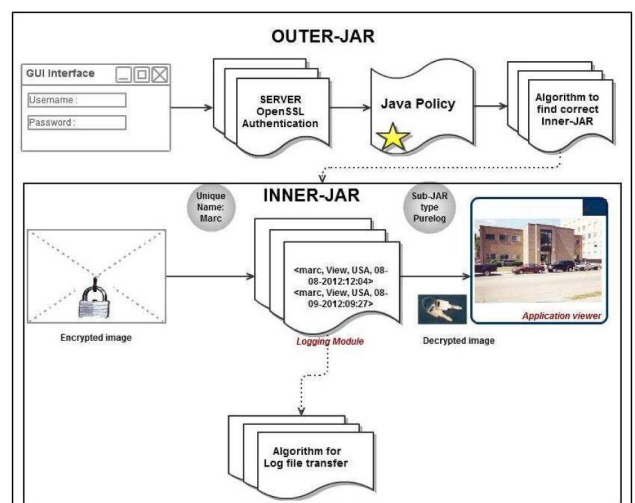 OUTER-JAR
GUI Interface
Username :
Password :
SERVER
OpenSSL
Authentication
Java Policy
Algorithm to
find correct
Inner-JAR
INNER-JAR
Unique
Name:
Marc
Sub-JAR
type
Purelog
<marc, View, USA, 08-
08-2012:12:04>
<marc, View, USA, 08-
09-2012:09:27>
Encrypted image
Logging Module
Decrypted image
Application viewer
Algorithm for
Log file transfer